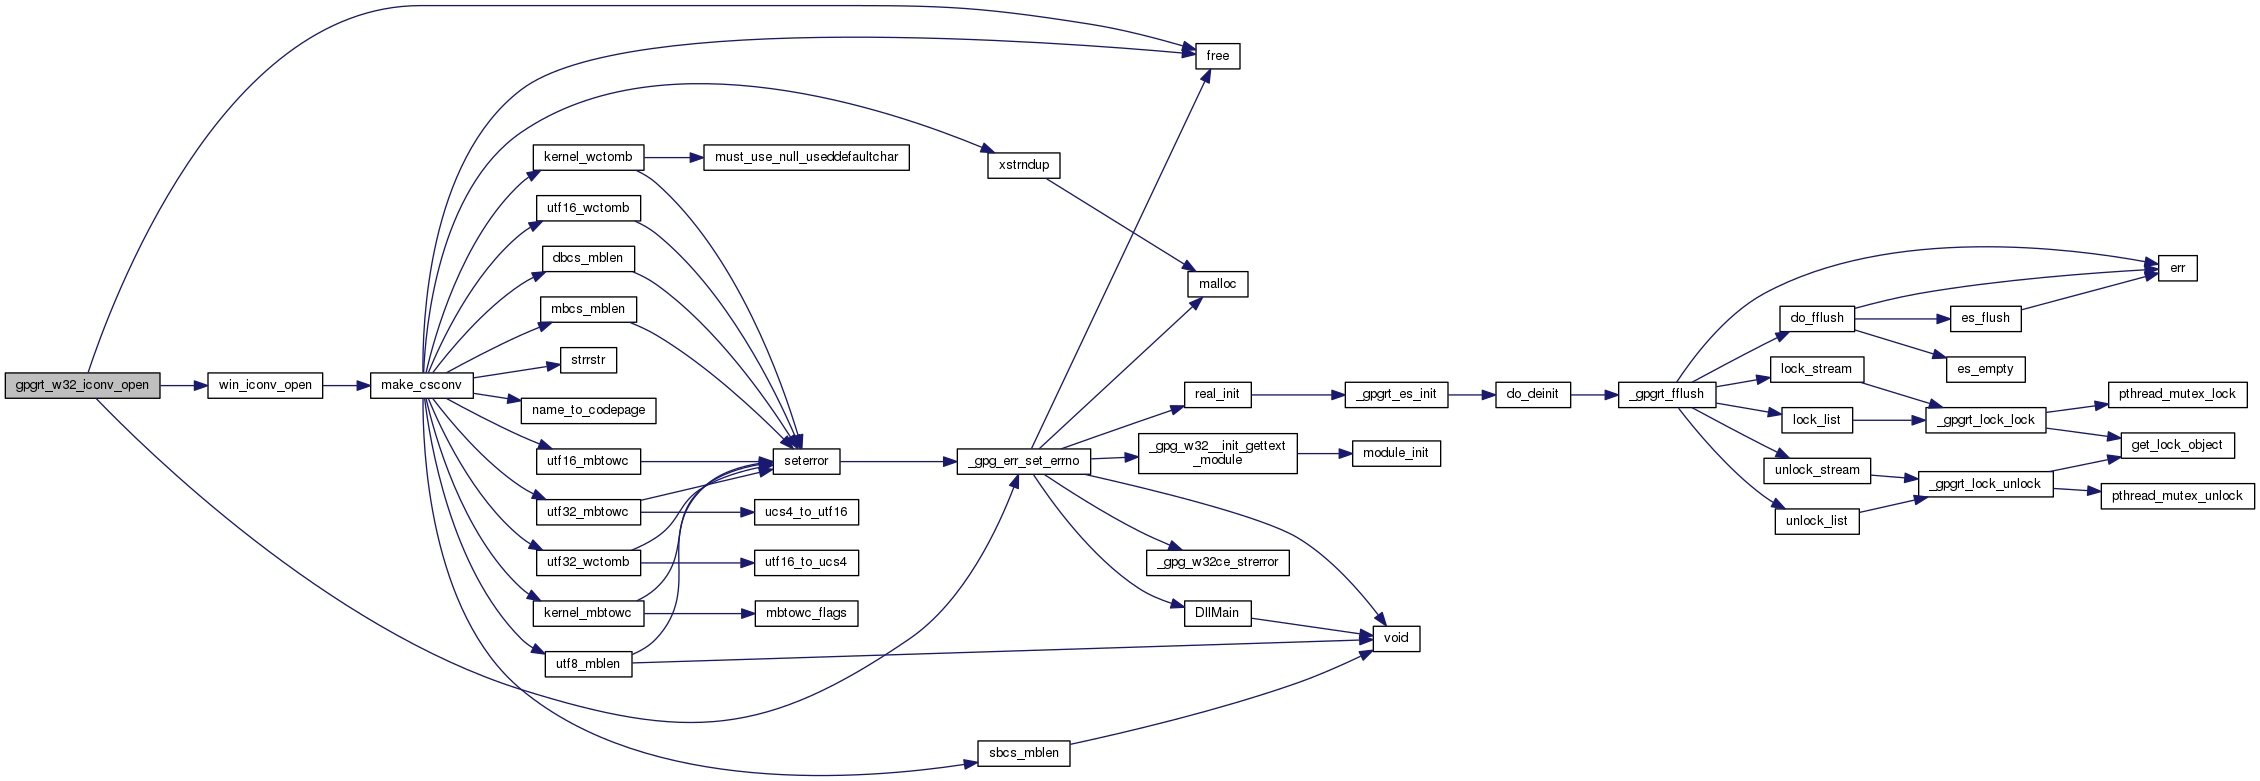 free
kernel_wctomb
must_use_null_useddefaultchar
xstrndup
utf16_wctomb
dbcs_mblen
err
malloc
mbcs_mblen
do_fflush
es_flush
strrstr
lock_stream
es_empty
gpgrt_w32_iconv_open
win_iconv_open
make_csconv
real_init
_gpgrt_es_init
do_deinit
_gpgrt_fflush
pthread_mutex_lock
name_to_codepage
lock_list
_gpgrt_lock_lock
get_lock_object
utf16_mbtowc
seterror
_gpg_err_set_errno
_gpg_w32__init_gettext
_module
module_init
unlock_stream
_gpgrt_lock_unlock
pthread_mutex_unlock
utf32_mbtowc
ucs4_to_utf16
unlock_list
utf32_wctomb
utf16_to_ucs4
_gpg_w32ce_strerror
kernel_mbtowc
mbtowc_flags
DllMain
void
utf8_mblen
sbcs_mblen